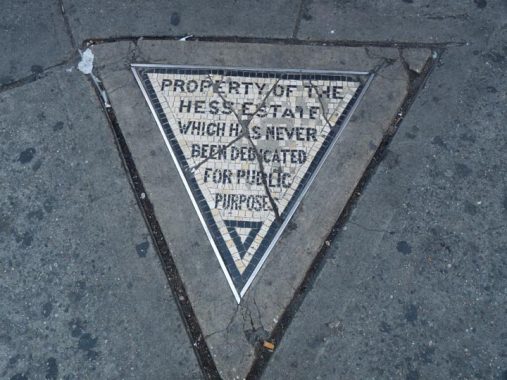 PROPERTY OF THE
HESS ESTATE
WHICH HAS NEVER
BEEN DEDICATED
FOR PUBLIC
PURPOSES